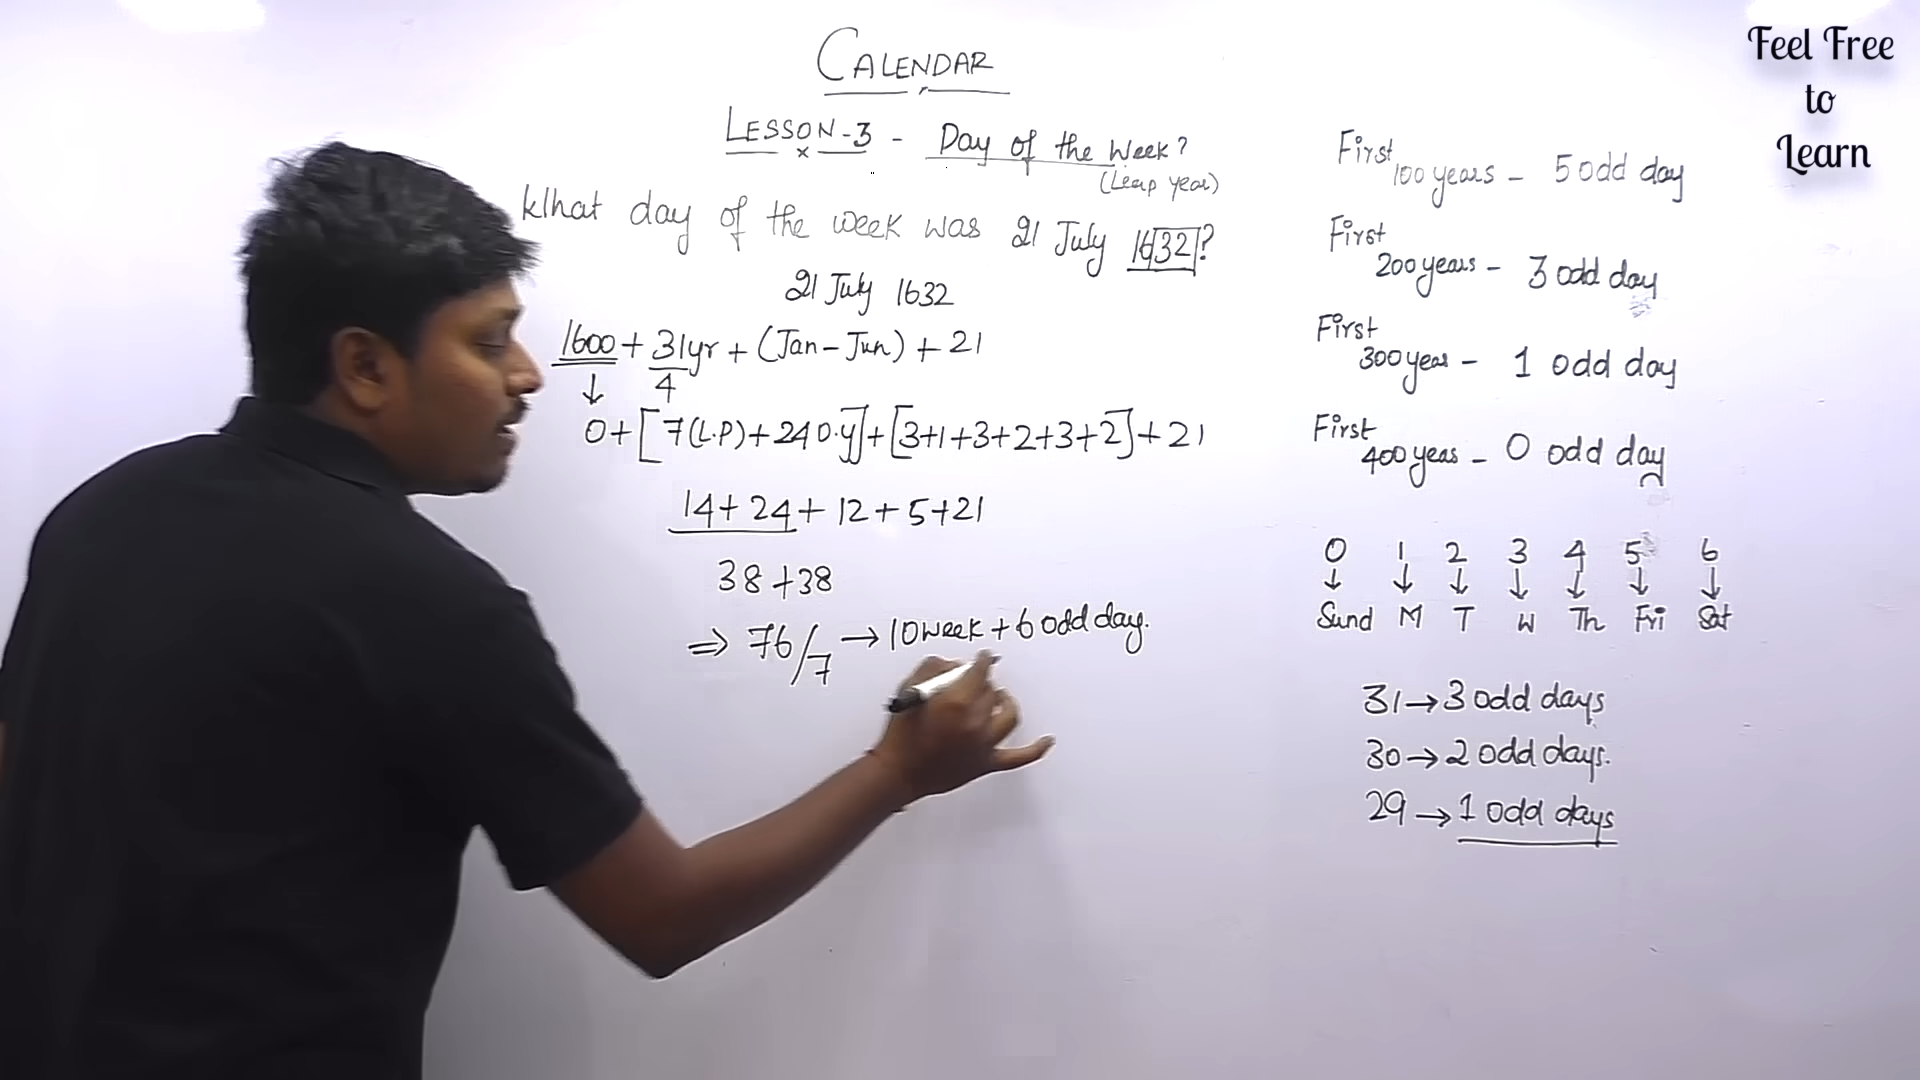 CALENDAR
LESSON-3 - Day of the Week?
(Leap year)
What day of the week was 21 July 1632?
21 July 1632
1600 + 31yr + (Jan - Jun) + 21
4
0 + [7(L.P) + 24 O.y] + [3+1+3+2+3+2] + 21
14 + 24 + 12 + 5 + 21
38 + 38
⇒ 76/7 → 10 week + 6 odd day.
Feel Free
to
Learn
First
100 years - 5 odd day
First
200 years - 3 odd day
First
300 year - 1 odd day
First
400 yeas - 0 odd day
0 1 2 3 4 5 6
↓ ↓ ↓ ↓ ↓ ↓ ↓
Sund M T W Th Fri Sat
31 → 3 odd days
30 → 2 odd days.
29 → 1 odd days